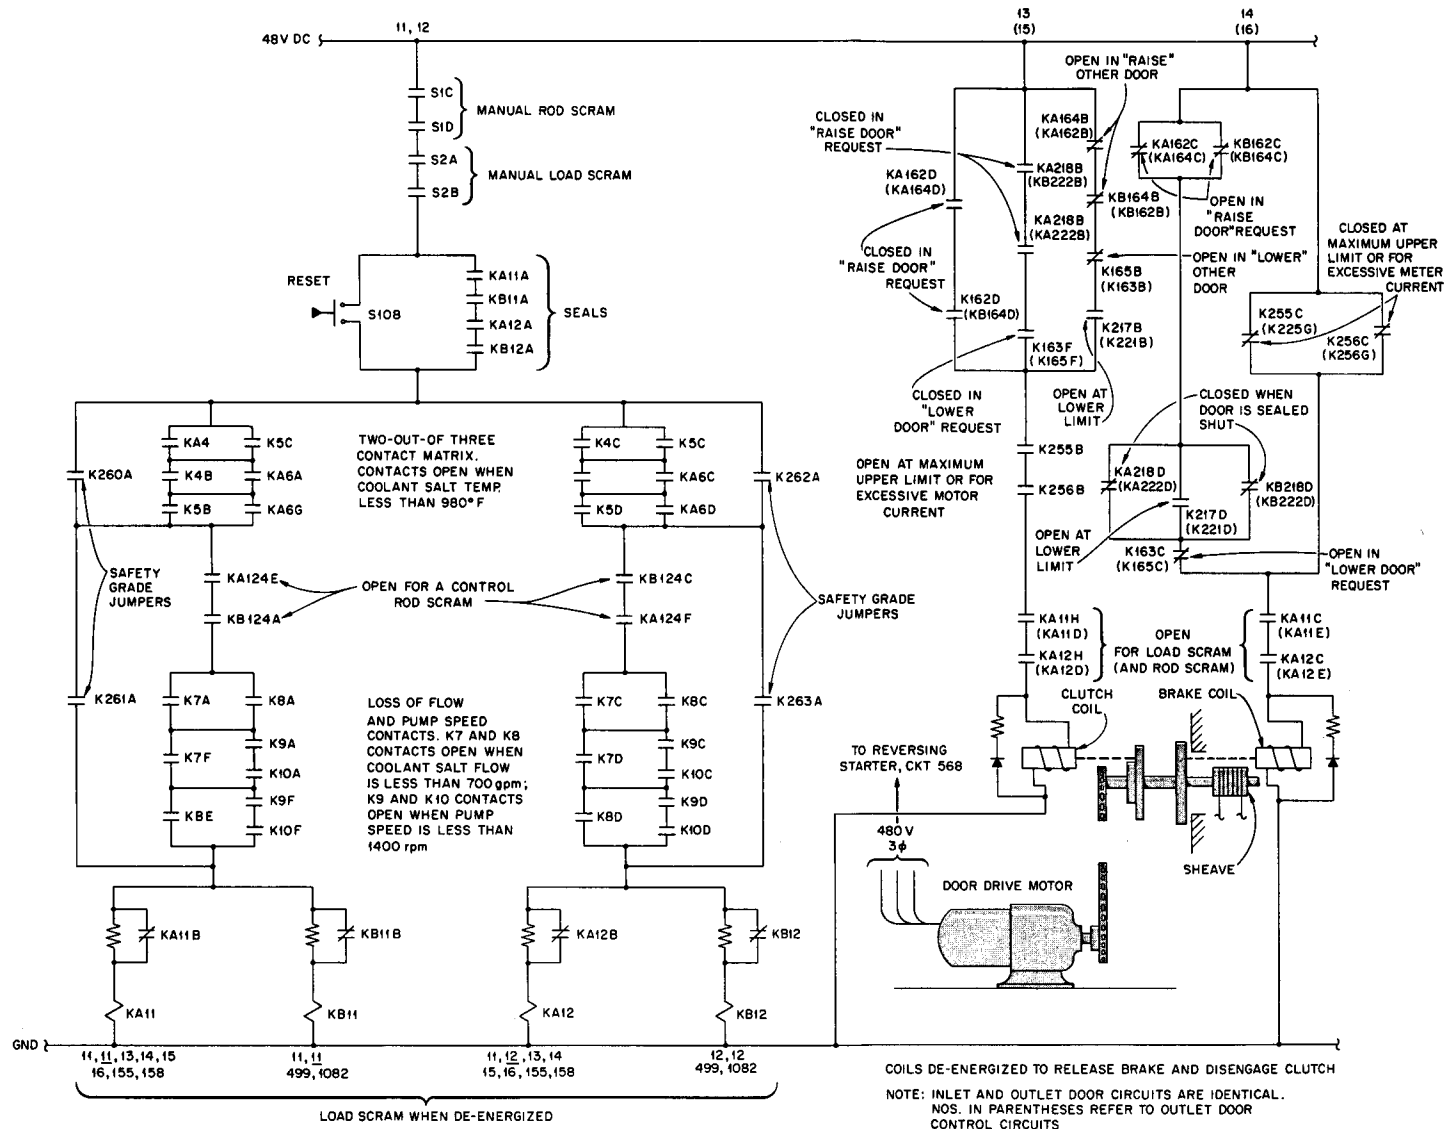 11, 12
13
(15)
14
(16)
48V DC
S1C
S1D
MANUAL ROD SCRAM
S2A
S2B
MANUAL LOAD SCRAM
RESET
S108
KA11A
KB11A
KA12A
KB12A
SEALS
K260A
KA4
K5C
K4B
KA6A
K5B
KA6G
TWO-OUT-OF THREE
CONTACT MATRIX.
CONTACTS OPEN WHEN
COOLANT SALT TEMP.
LESS THAN 980°F
K4C
K5C
KA6C
K5D
KA6D
K262A
SAFETY
GRADE
JUMPERS
KA124E
KB124A
OPEN FOR A CONTROL
ROD SCRAM
KB124C
KA124F
SAFETY GRADE
JUMPERS
K261A
K7A
K8A
K9A
K7F
K10A
K9F
K8E
K10F
LOSS OF FLOW
AND PUMP SPEED
CONTACTS. K7 AND K8
CONTACTS OPEN WHEN
COOLANT SALT FLOW
IS LESS THAN 700 gpm;
K9 AND K10 CONTACTS
OPEN WHEN PUMP
SPEED IS LESS THAN
1400 rpm
K7C
K8C
K9C
K7D
K10C
K9D
K8D
K10D
K263A
KA11B
KB11B
KA12B
KB12
KA11
KB11
KA12
KB12
GND
11, 11, 13, 14, 15
16, 155, 158
11, 11
499, 1082
11, 12, 13, 14
15, 16, 155, 158
12, 12
499, 1082
LOAD SCRAM WHEN DE-ENERGIZED
OPEN IN "RAISE"
OTHER DOOR
CLOSED IN
"RAISE DOOR"
REQUEST
KA164B
(KA162B)
KA162D
(KA164D)
KA218B
(KB222B)
KB164B
(KB162B)
KA218B
(KA222B)
CLOSED IN
"RAISE DOOR"
REQUEST
OPEN IN "LOWER"
OTHER
DOOR
K165B
(K163B)
K162D
(KB164D)
K163F
(K165F)
K217B
(K221B)
CLOSED IN
"LOWER
DOOR" REQUEST
OPEN AT
LOWER
LIMIT
K255B
K256B
OPEN AT MAXIMUM
UPPER LIMIT OR FOR
EXCESSIVE MOTOR
CURRENT
KA162C
(KA164C)
KB162C
(KB164C)
OPEN IN
"RAISE
DOOR" REQUEST
CLOSED AT
MAXIMUM UPPER
LIMIT OR FOR
EXCESSIVE METER
CURRENT
K255C
(K225G)
K256C
(K256G)
CLOSED WHEN
DOOR IS SEALED
SHUT
KA218D
(KA222D)
KB218D
(KB222D)
K217D
(K221D)
OPEN AT
LOWER
LIMIT
K163C
(K165C)
OPEN IN
"LOWER DOOR"
REQUEST
KA11H
(KA11D)
KA12H
(KA12D)
OPEN
FOR LOAD SCRAM
(AND ROD SCRAM)
KA11C
(KA11E)
KA12C
(KA12E)
CLUTCH
COIL
BRAKE COIL
TO REVERSING
STARTER, CKT 568
480 V
3ϕ
SHEAVE
DOOR DRIVE MOTOR
COILS DE-ENERGIZED TO RELEASE BRAKE AND DISENGAGE CLUTCH
NOTE: INLET AND OUTLET DOOR CIRCUITS ARE IDENTICAL.
NOS. IN PARENTHESES REFER TO OUTLET DOOR
CONTROL CIRCUITS